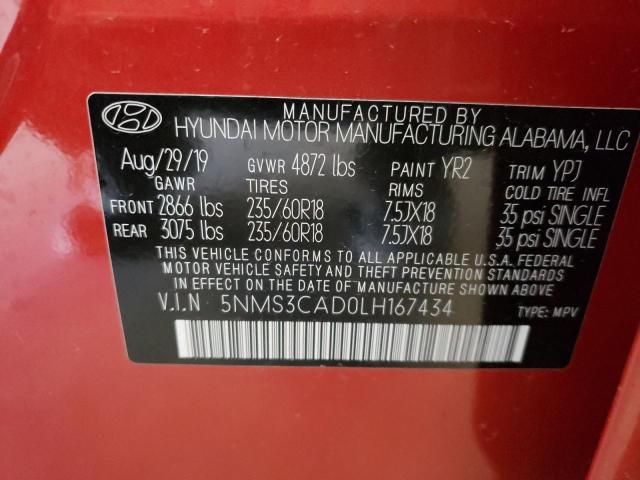 MANUFACTURED BY
HYUNDAI MOTOR MANUFACTURING ALABAMA, LLC
Aug/29/19 GVWR 4872 lbs PAINT YR2 TRIM YPJ
GAWR TIRES RIMS COLD TIRE INFL
FRONT 2866 lbs 235/60R18 7.5JX18 35 psi SINGLE
REAR 3075 lbs 235/60R18 7.5JX18 35 psi SINGLE
THIS VEHICLE CONFORMS TO ALL APPLICABLE U.S.A. FEDERAL
MOTOR VEHICLE SAFETY AND THEFT PREVENTION STANDARDS
IN EFFECT ON THE DATE OF MANUFACTURE SHOWN ABOVE
V.I.N 5NMS3CAD0LH167434 TYPE: MPV